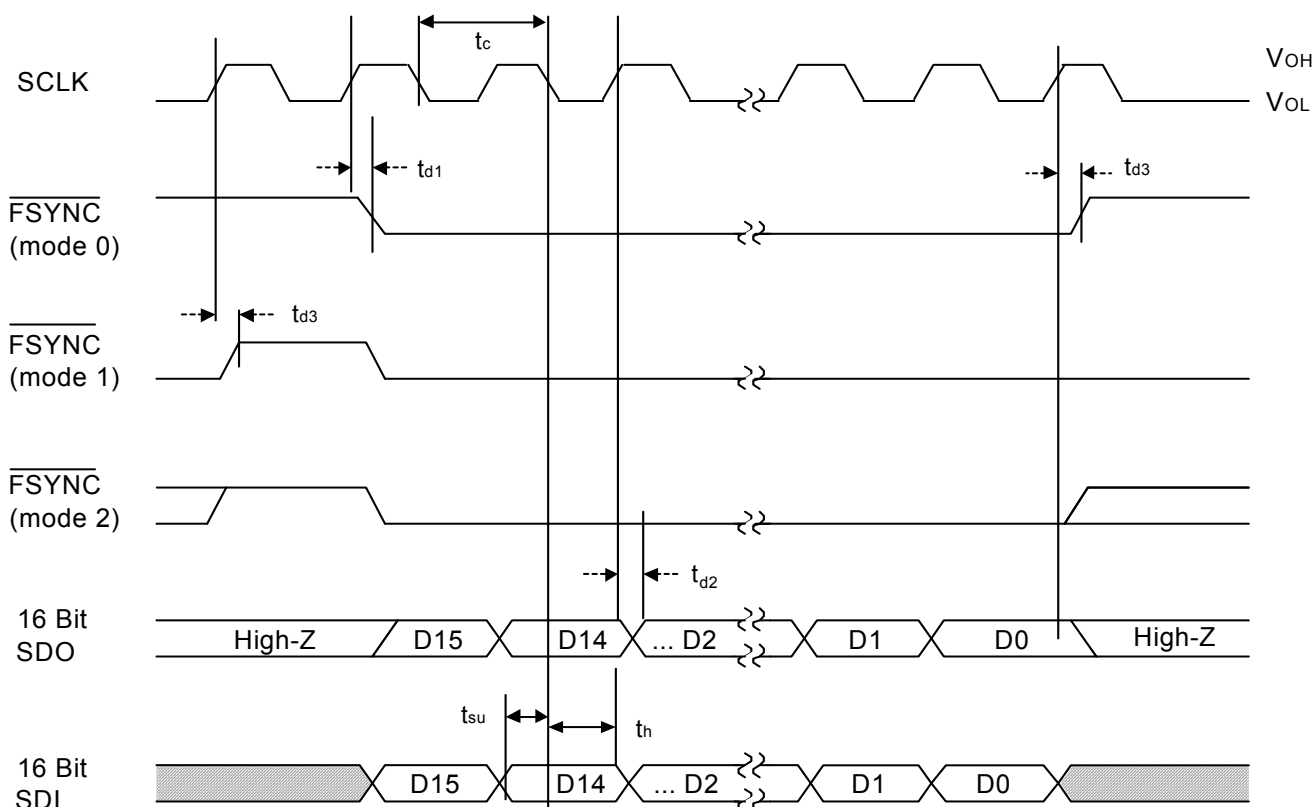 tc
SCLK
VOH
VOL
td1
td3
FSYNC
(mode 0)
td3
FSYNC
(mode 1)
FSYNC
(mode 2)
td2
16 Bit
SDO
High-Z
D15
D14
... D2
D1
D0
High-Z
tsu
th
16 Bit
SDI
D15
D14
... D2
D1
D0